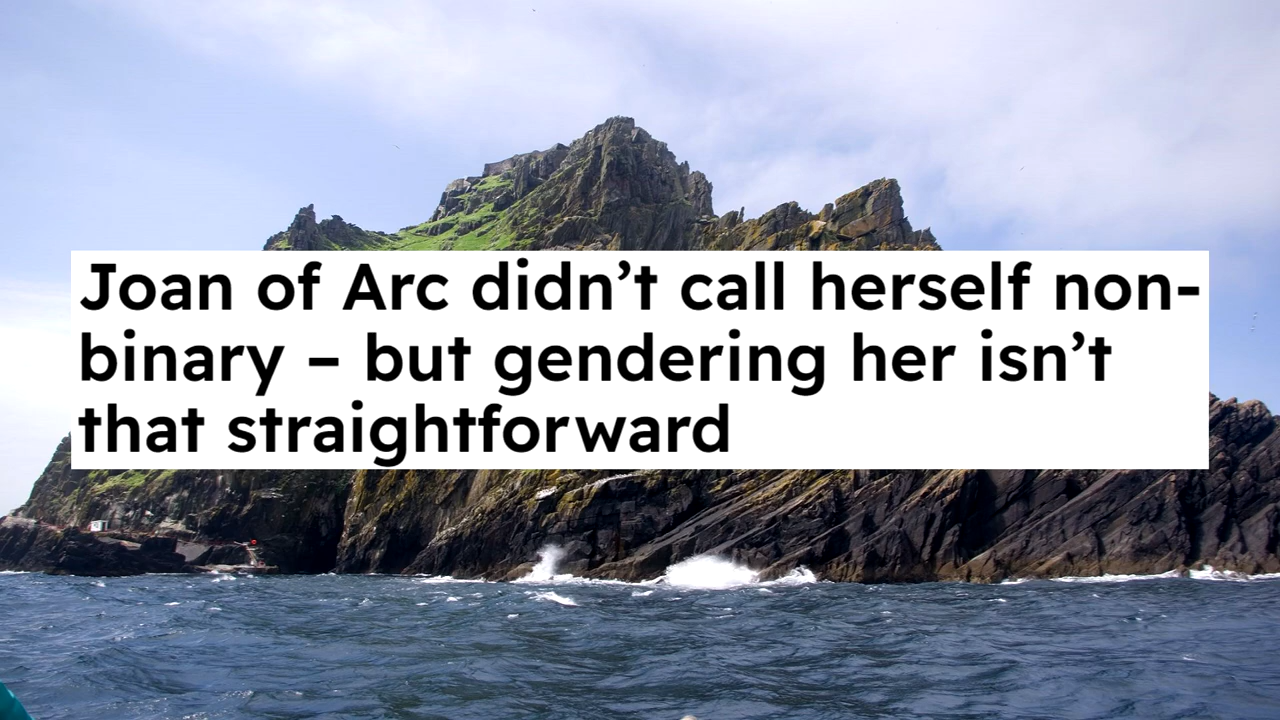 Joan of Arc didn’t call herself non-
binary – but gendering her isn’t
that straightforward